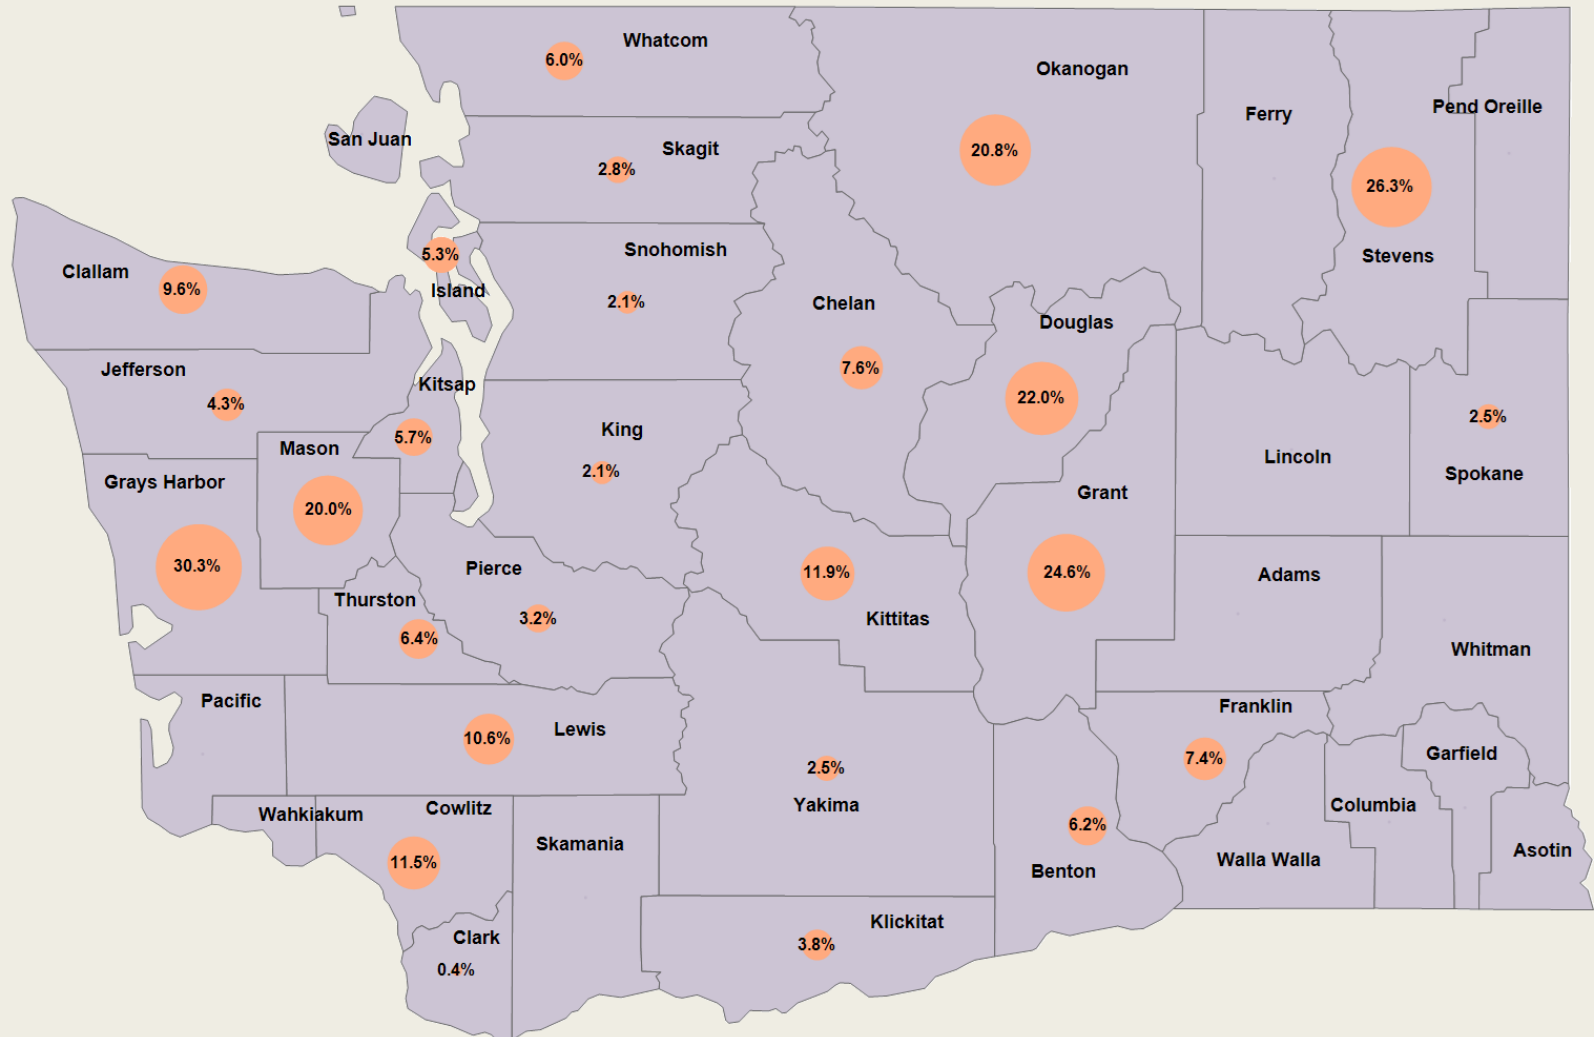 Whatcom
6.0%
Okanogan
20.8%
Ferry
Pend Oreille
San Juan
Skagit
2.8%
26.3%
Stevens
Clallam
9.6%
5.3%
Island
Snohomish
2.1%
Chelan
7.6%
Douglas
22.0%
Jefferson
4.3%
Kitsap
5.7%
King
2.1%
Mason
20.0%
Grays Harbor
30.3%
Grant
24.6%
Lincoln
2.5%
Spokane
Pierce
3.2%
11.9%
Kittitas
Adams
Thurston
6.4%
Whitman
Pacific
Lewis
10.6%
2.5%
Yakima
Franklin
7.4%
Garfield
Wahkiakum
Cowlitz
11.5%
Skamania
6.2%
Benton
Columbia
Walla Walla
Asotin
Clark
0.4%
Klickitat
3.8%